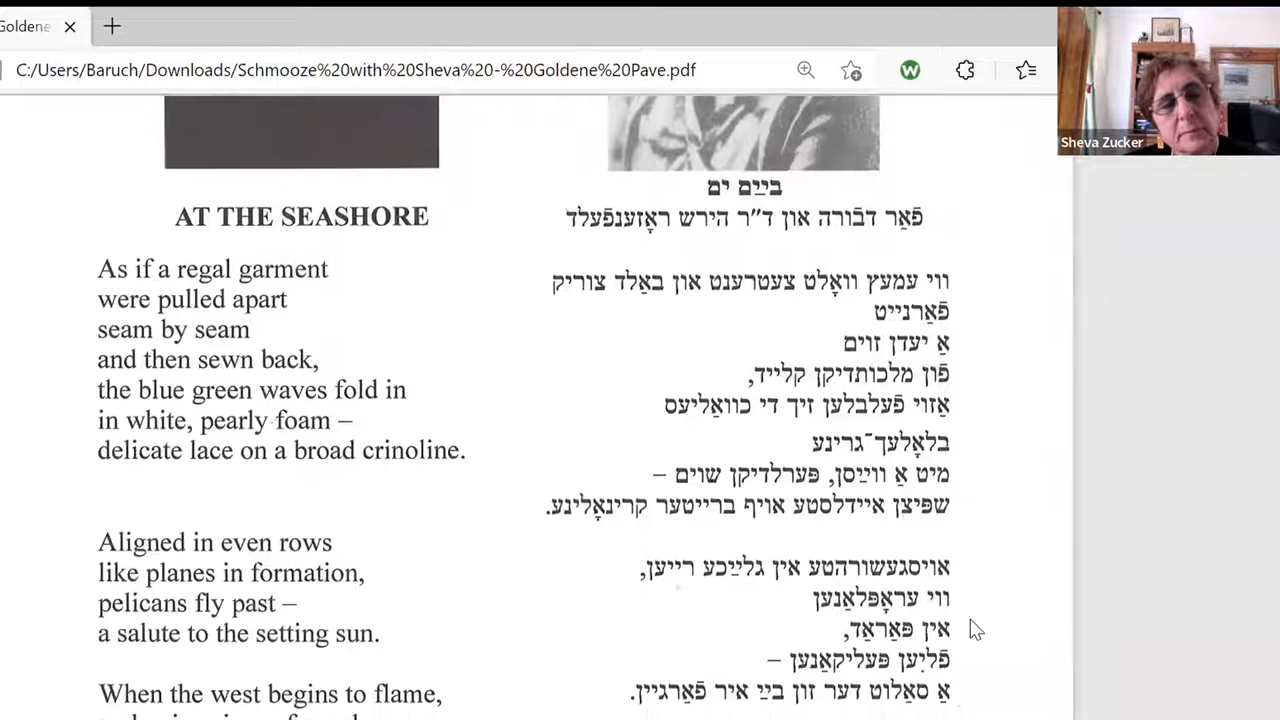 Goldene
C:/Users/Baruch/Downloads/Schmooze%20with%20Sheva%20-%20Goldene%20Pave.pdf
Sheva Zucker
AT THE SEASHORE
As if a regal garment
were pulled apart
seam by seam
and then sewn back,
the blue green waves fold in
in white, pearly foam –
delicate lace on a broad crinoline.
Aligned in even rows
like planes in formation,
pelicans fly past –
a salute to the setting sun.
When the west begins to flame,
בײַם ים
פֿאַר דבֿורה און ד"ר הירש ראָזענפֿעלד
ווי עמעץ וואָלט צעטרענט און באַלד צוריק
פֿאַרנייט
אַ יעדן זוים
פֿון מלכותדיקן קלייד,
אַזוי פֿעלבלען זיך די כוואַליעס
בלאָלעך־גרינע
מיט אַ ווײַסן, פּערלדיקן שוים –
שפּיצן איידלסטע אויף ברייטער קרינאָלינע.
אויסגעשורהטע אין גלײַכע רייען,
ווי עראָפּלאַנען
אין פּאַראַד,
פֿליִען פּעליקאַנען –
אַ סאַלוט דער זון בײַ איר פֿאַרגיין.